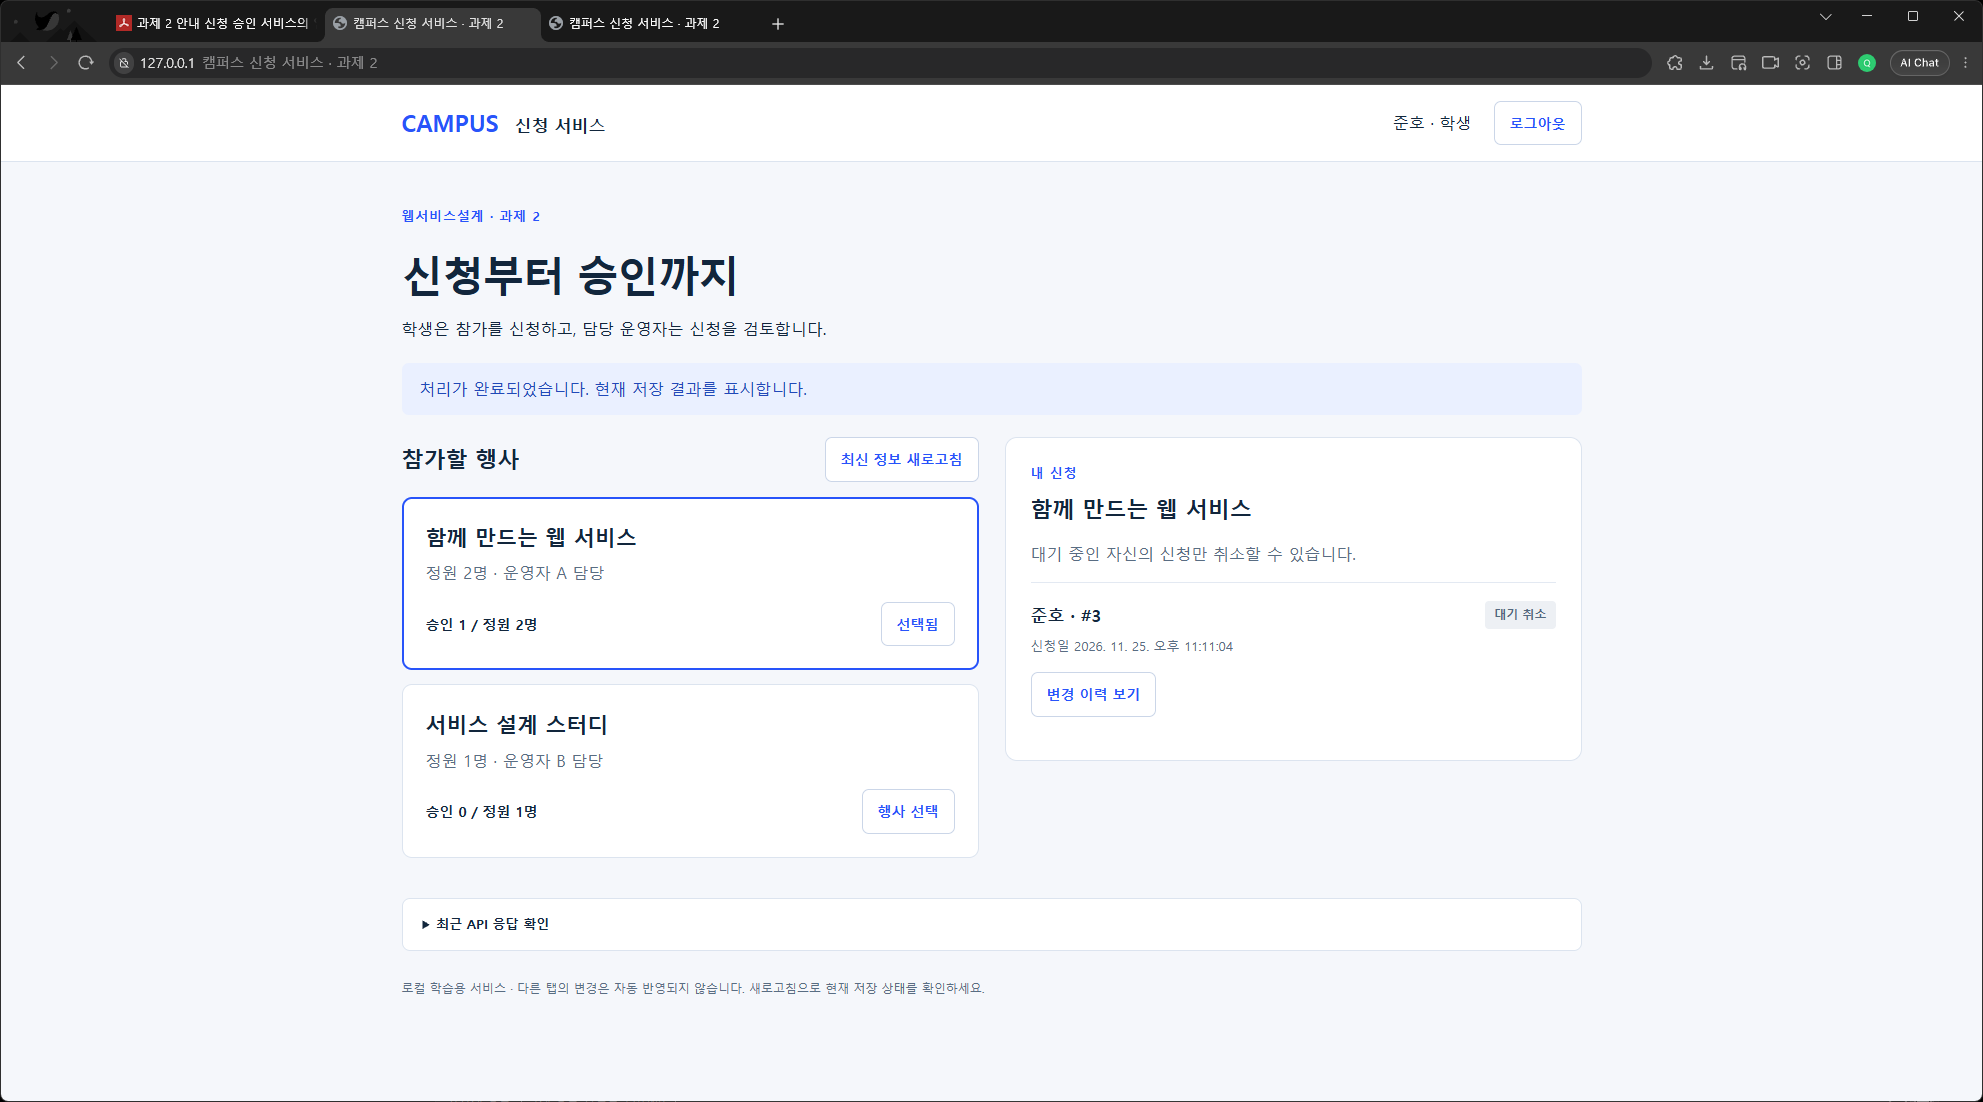 과제 2 안내 신청 승인 서비스의
캠퍼스 신청 서비스 · 과제 2
캠퍼스 신청 서비스 · 과제 2
127.0.0.1 캠퍼스 신청 서비스 · 과제 2
Q
AI Chat
CAMPUS 신청 서비스
준호 · 학생
로그아웃
웹서비스설계 · 과제 2
신청부터 승인까지
학생은 참가를 신청하고, 담당 운영자는 신청을 검토합니다.
처리가 완료되었습니다. 현재 저장 결과를 표시합니다.
참가할 행사
최신 정보 새로고침
함께 만드는 웹 서비스
정원 2명 · 운영자 A 담당
승인 1 / 정원 2명
선택됨
서비스 설계 스터디
정원 1명 · 운영자 B 담당
승인 0 / 정원 1명
행사 선택
내 신청
함께 만드는 웹 서비스
대기 중인 자신의 신청만 취소할 수 있습니다.
준호 · #3
대기 취소
신청일 2026. 11. 25. 오후 11:11:04
변경 이력 보기
▶ 최근 API 응답 확인
로컬 학습용 서비스 · 다른 탭의 변경은 자동 반영되지 않습니다. 새로고침으로 현재 저장 상태를 확인하세요.